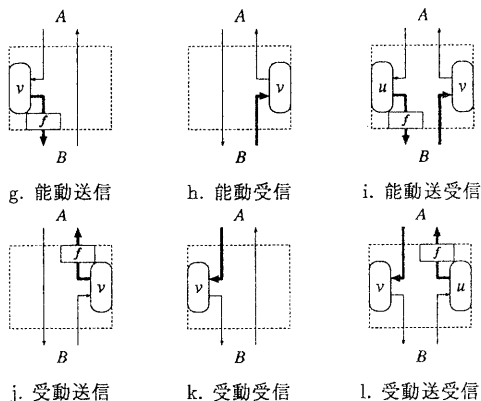 A A A
v v u v
f f
B B B
g. 能動送信 h. 能動受信 i. 能動送受信
A A A
f f
v v v u
B B B
j. 受動送信 k. 受動受信 l. 受動送受信